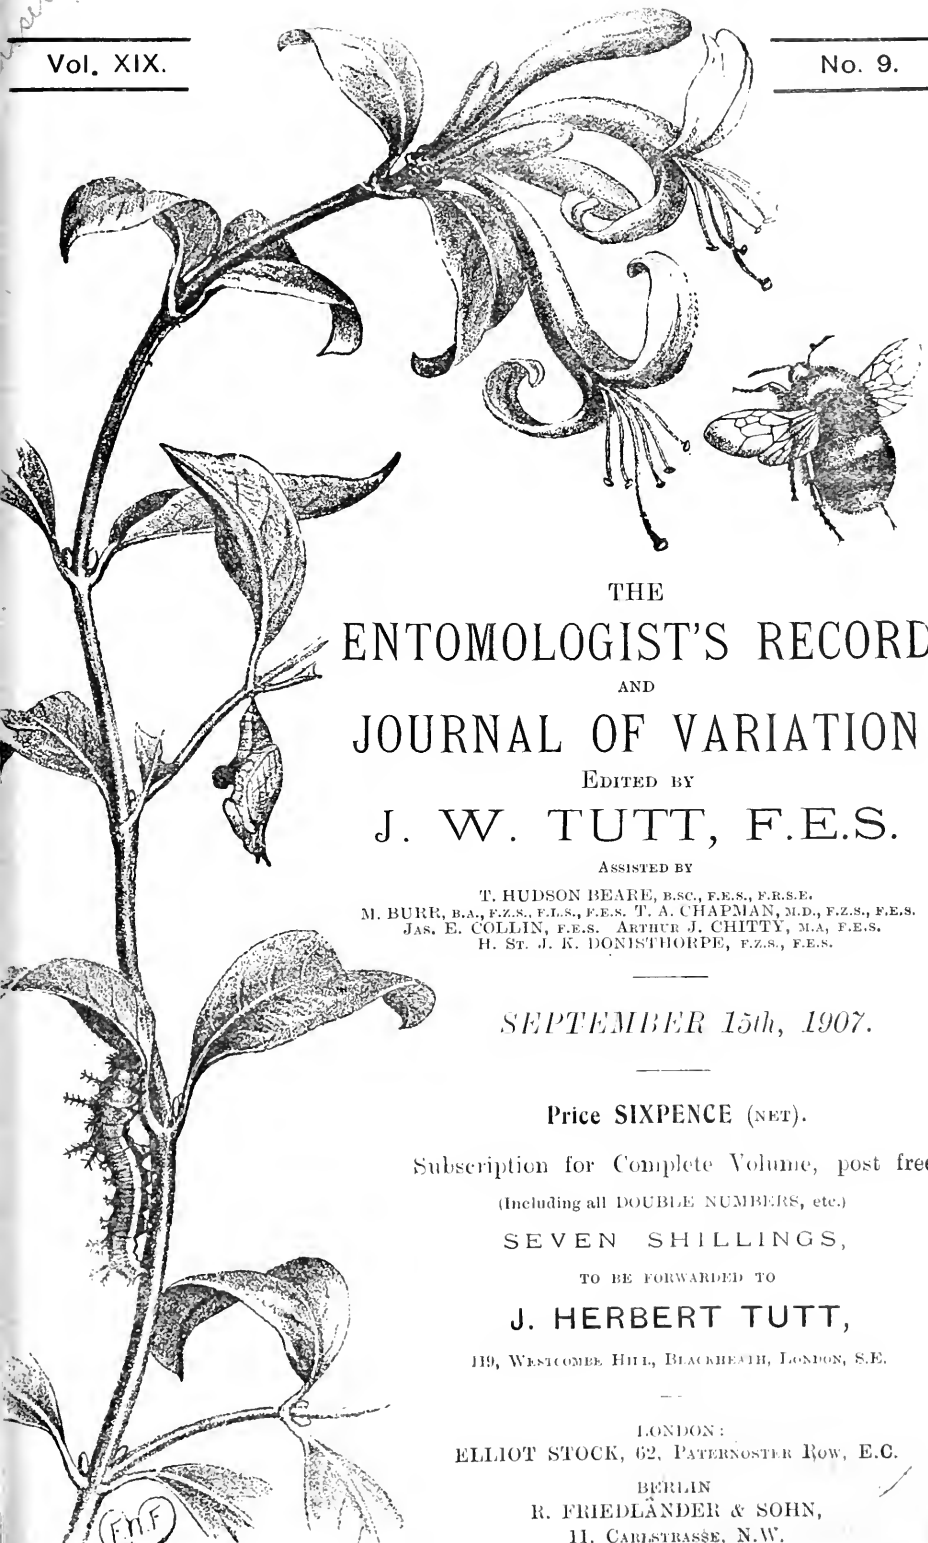 Vol. XIX.
No. 9.
THE
ENTOMOLOGIST'S RECORD
AND
JOURNAL OF VARIATION
EDITED BY
J. W. TUTT, F.E.S.
ASSISTED BY
T. HUDSON BEARE, B.SC., F.E.S., F.R.S.E.
M. BURR, B.A., F.Z.S., F.L.S., F.E.S. T. A. CHAPMAN, M.D., F.Z.S., F.E.S.
JAS. E. COLLIN, F.E.S. ARTHUR J. CHITTY, M.A, F.E.S.
H. ST. J. K. DONISTHORPE, F.Z.S., F.E.S.
SEPTEMBER 15th, 1907.
Price SIXPENCE (NET).
Subscription for Complete Volume, post free
(Including all DOUBLE NUMBERS, etc.)
SEVEN SHILLINGS,
TO BE FORWARDED TO
J. HERBERT TUTT,
119, WESTCOMBE HILL, BLACKHEATH, LONDON, S.E.
LONDON:
ELLIOT STOCK, 62, PATERNOSTER ROW, E.C.
BERLIN
R. FRIEDLÄNDER & SOHN,
11, CARLSTRASSE, N.W.
F.N.F